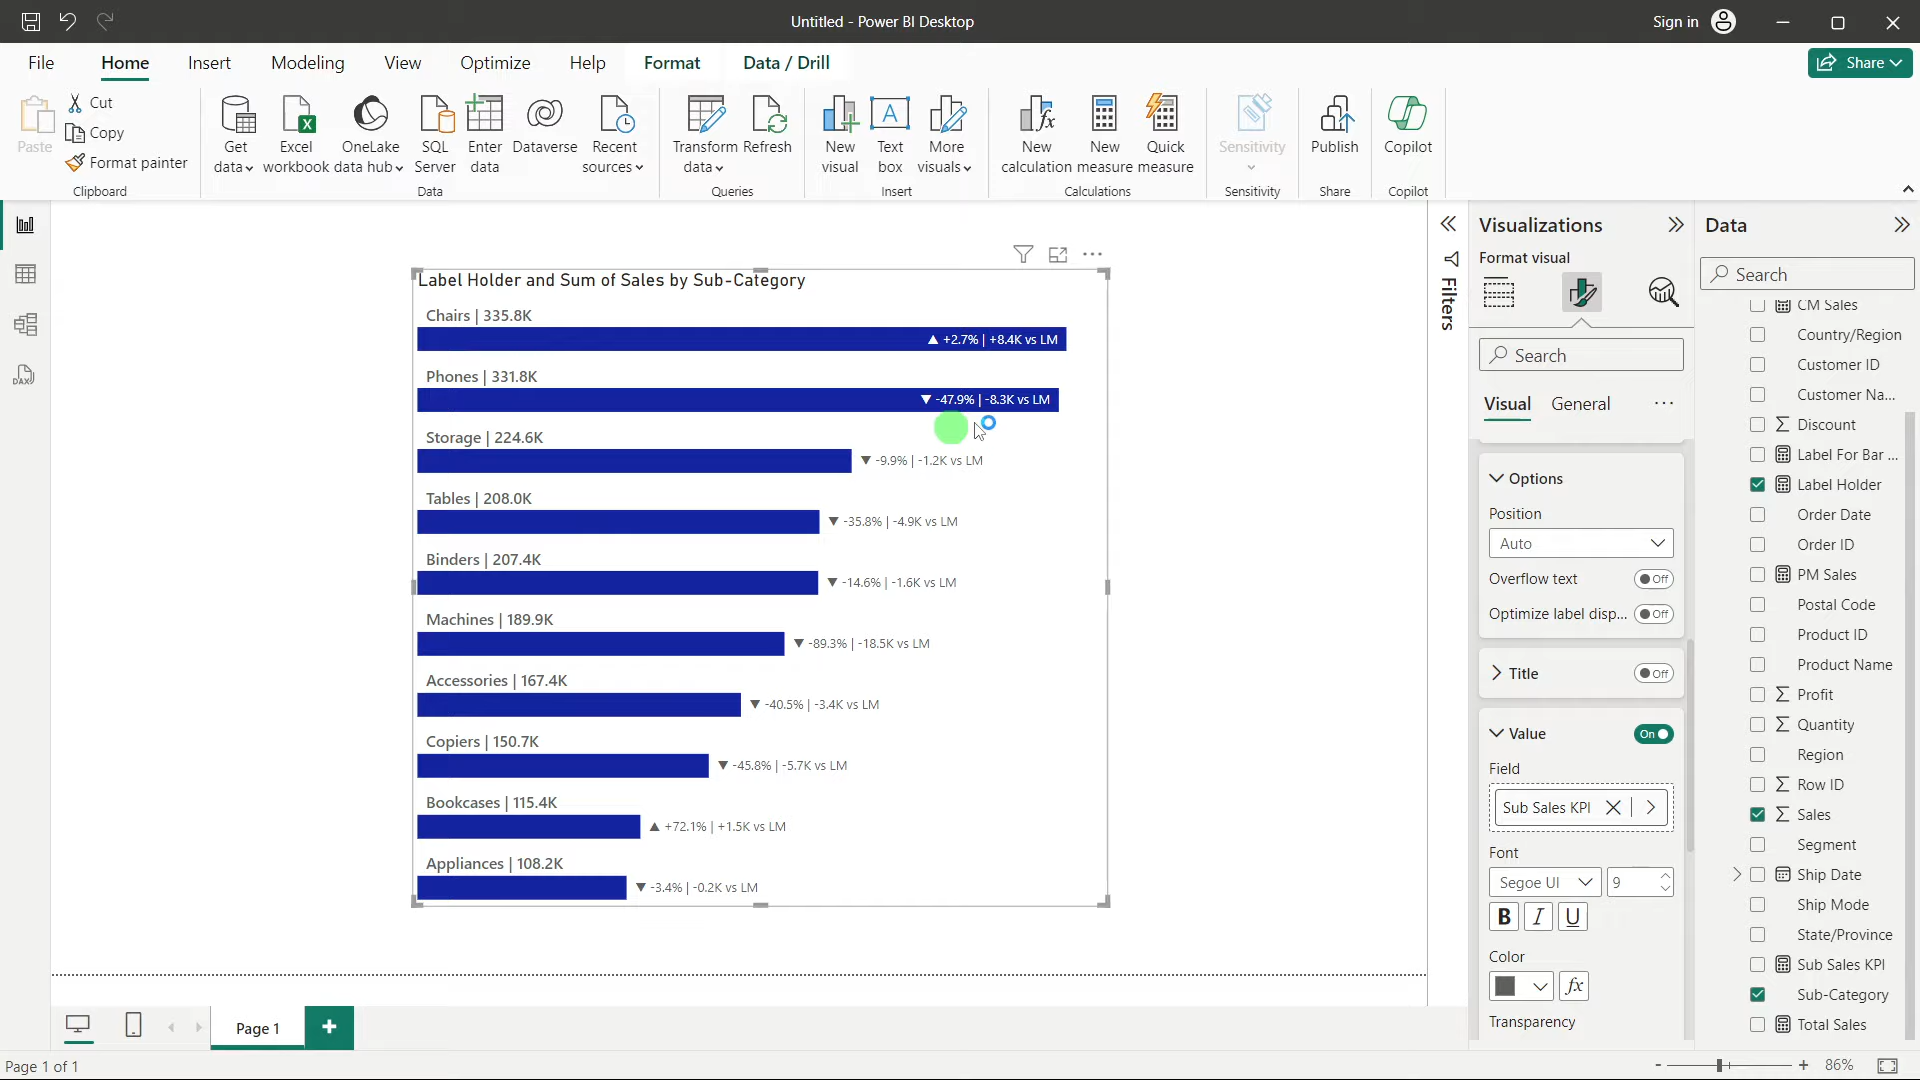 Untitled - Power BI Desktop
Sign in
File Home Insert Modeling View Optimize Help Format Data / Drill
Share
Paste
Cut
Copy
Format painter
Clipboard
Get data
Excel workbook
OneLake data hub
SQL Server
Enter data
Dataverse
Recent sources
Data
Transform data
Refresh
Queries
New visual
Text box
More visuals
Insert
New calculation
New measure
Quick measure
Calculations
Sensitivity
Sensitivity
Publish
Share
Copilot
Copilot
Label Holder and Sum of Sales by Sub-Category
Chairs | 335.8K
▲ +2.7% | +8.4K vs LM
Phones | 331.8K
▼ -47.9% | -8.3K vs LM
Storage | 224.6K
▼ -9.9% | -1.2K vs LM
Tables | 208.0K
▼ -35.8% | -4.9K vs LM
Binders | 207.4K
▼ -14.6% | -1.6K vs LM
Machines | 189.9K
▼ -89.3% | -18.5K vs LM
Accessories | 167.4K
▼ -40.5% | -3.4K vs LM
Copiers | 150.7K
▼ -45.8% | -5.7K vs LM
Bookcases | 115.4K
▲ +72.1% | +1.5K vs LM
Appliances | 108.2K
▼ -3.4% | -0.2K vs LM
Filters
Visualizations
Format visual
Search
Visual General ...
Options
Position
Auto
Overflow text Off
Optimize label disp... Off
Title Off
Value On
Field
Sub Sales KPI
Font
Segoe UI 9
B I U
Color
fx
Transparency
Data
Search
CM Sales
Country/Region
Customer ID
Customer Na...
Discount
Label For Bar ...
Label Holder
Order Date
Order ID
PM Sales
Postal Code
Product ID
Product Name
Profit
Quantity
Region
Row ID
Sales
Segment
Ship Date
Ship Mode
State/Province
Sub Sales KPI
Sub-Category
Total Sales
Page 1
Page 1 of 1
- + 86%